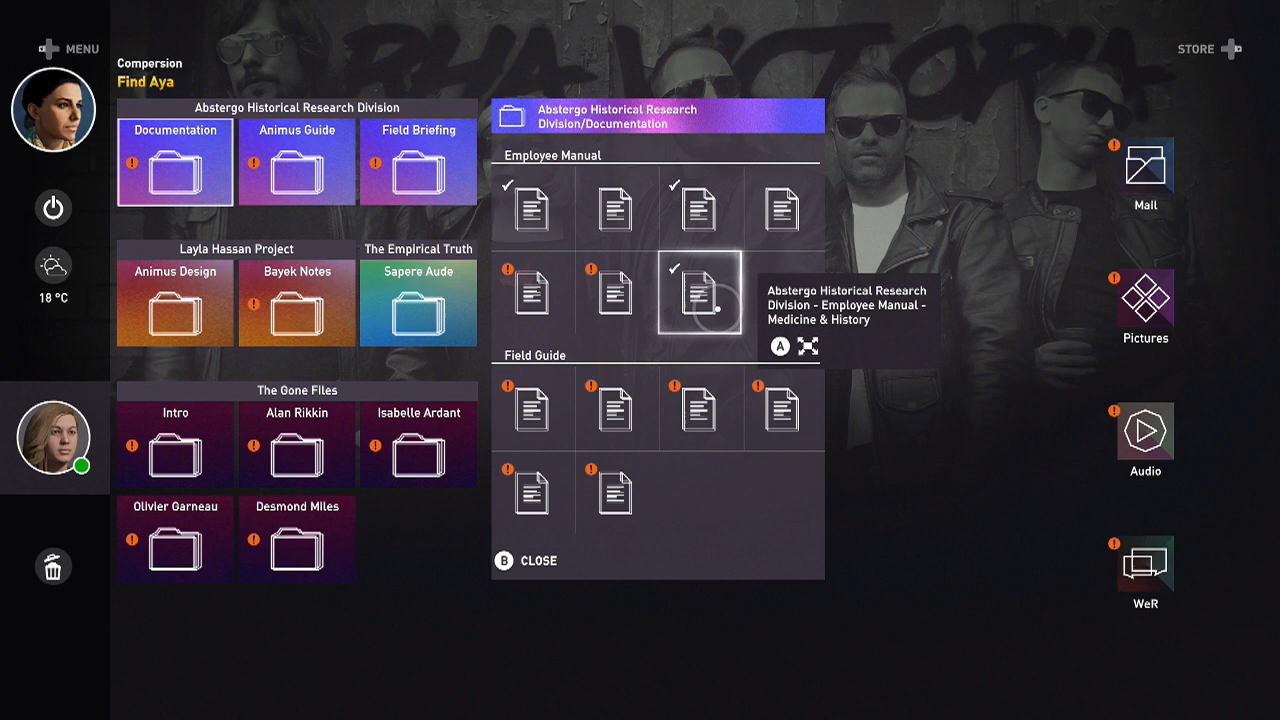 MENU
STORE
Compersion
Find Aya
Abstergo Historical Research Division
Documentation
Animus Guide
Field Briefing
Layla Hassan Project
The Empirical Truth
Animus Design
Bayek Notes
Sapere Aude
18 °C
The Gone Files
Intro
Alan Rikkin
Isabelle Ardant
Olivier Garneau
Desmond Miles
Abstergo Historical Research
Division/Documentation
Employee Manual
Abstergo Historical Research
Division - Employee Manual -
Medicine & History
A
Field Guide
B CLOSE
Mail
Pictures
Audio
WeR